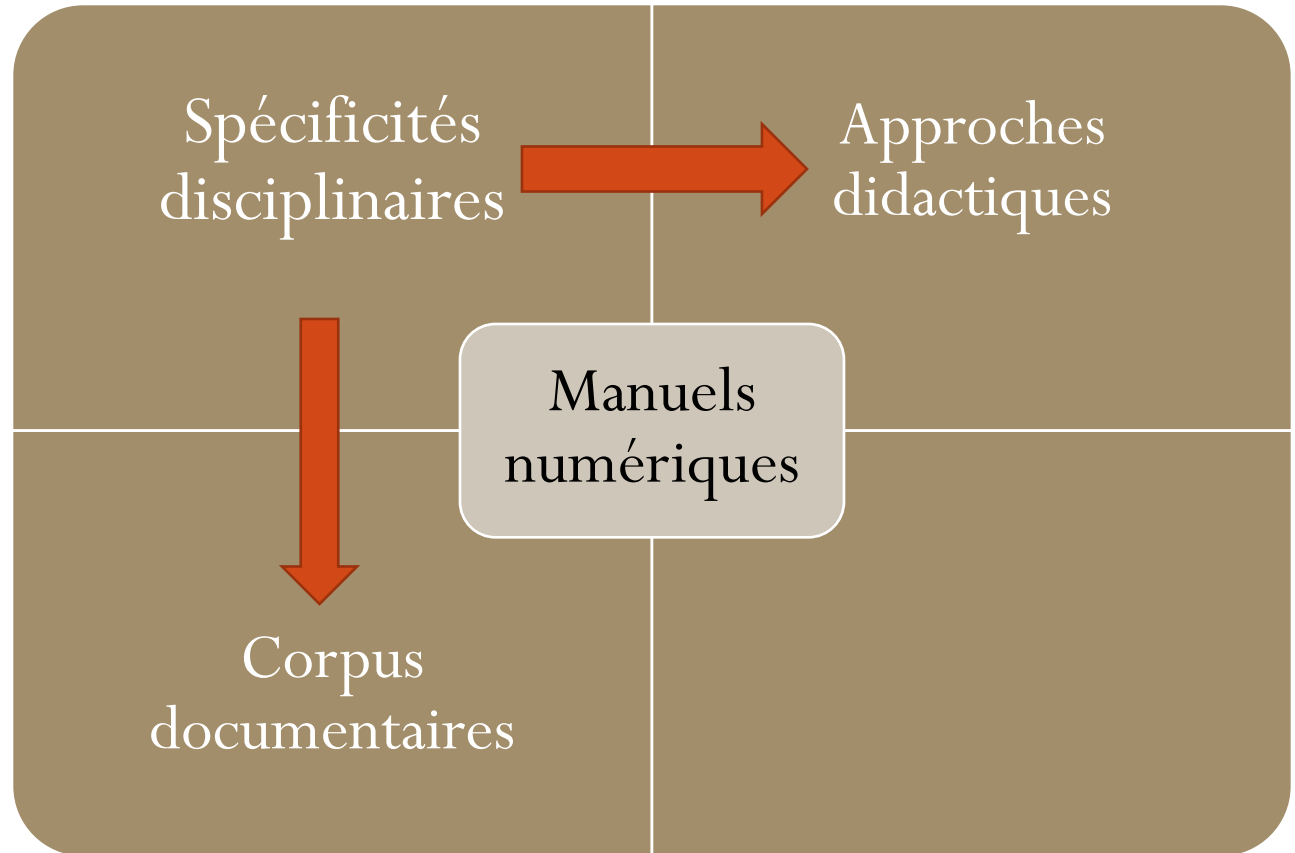 Spécificités
disciplinaires
Approches
didactiques
Manuels
numériques
Corpus
documentaires